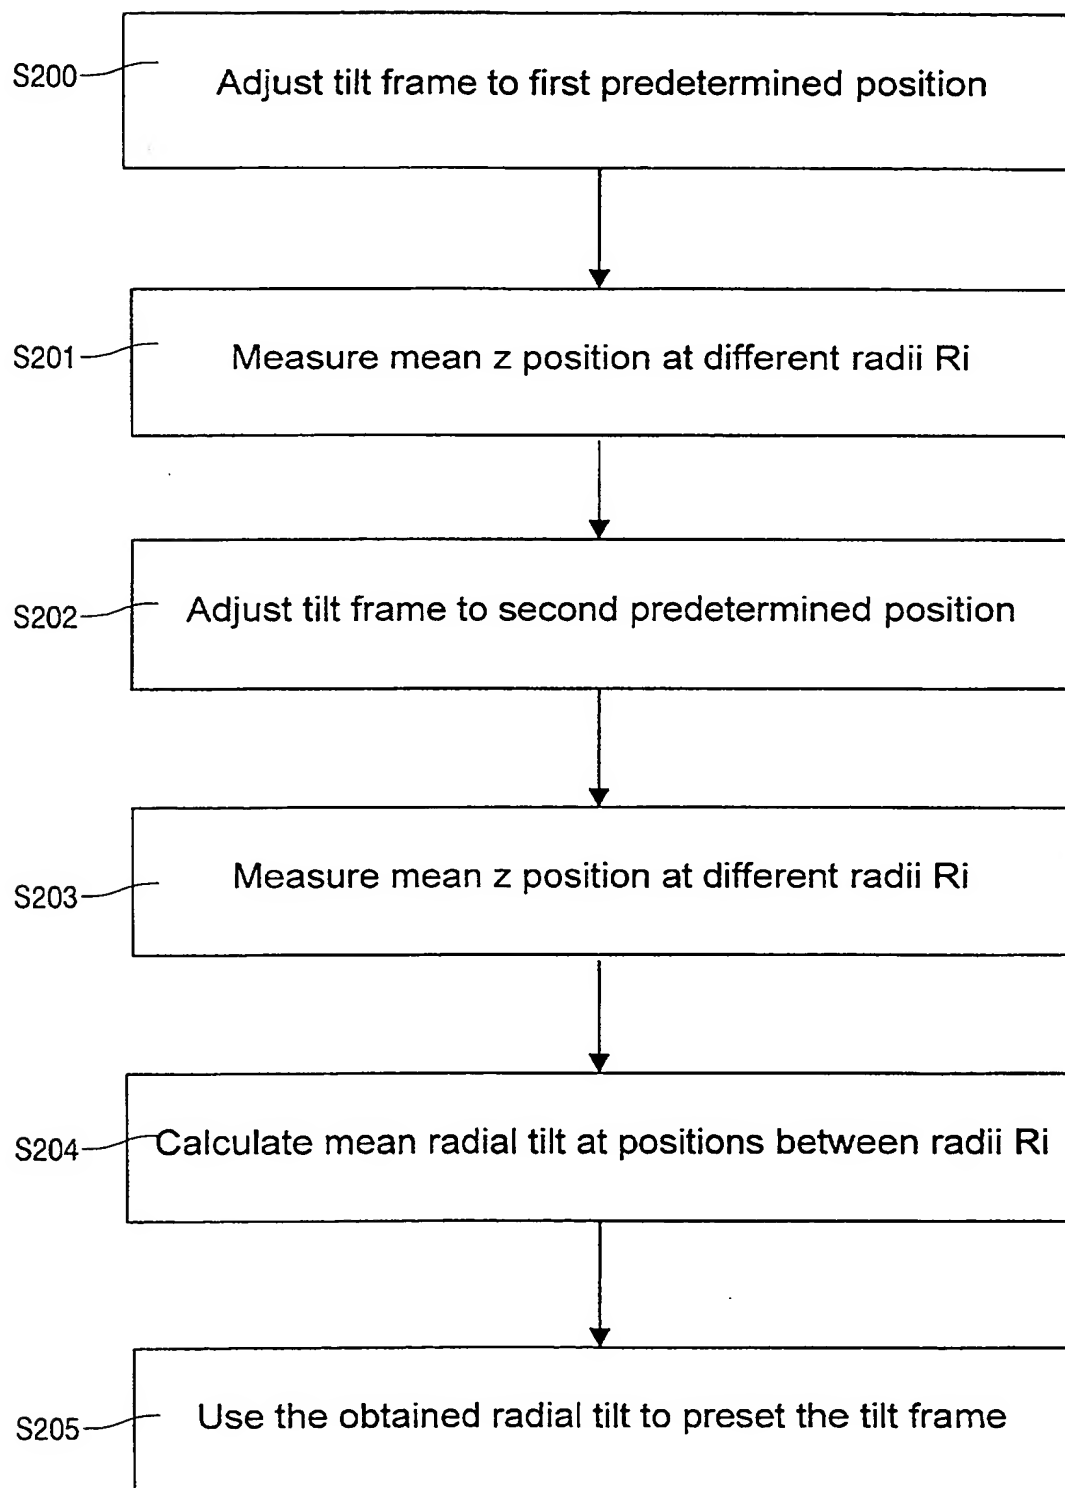 S200
Adjust tilt frame to first predetermined position
S201
Measure mean z position at different radii Ri
S202
Adjust tilt frame to second predetermined position
S203
Measure mean z position at different radii Ri
S204
Calculate mean radial tilt at positions between radii Ri
S205
Use the obtained radial tilt to preset the tilt frame